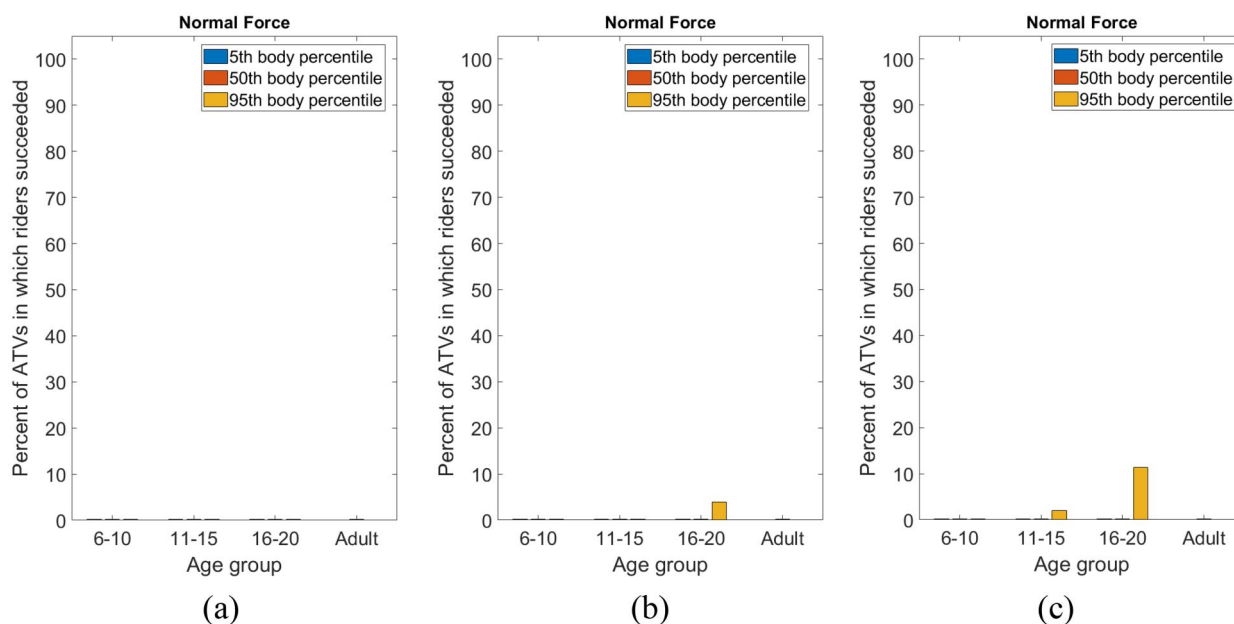 Normal Force
5th body percentile
50th body percentile
95th body percentile
Percent of ATVs in which riders succeeded
100
90
80
70
60
50
40
30
20
10
0
6-10 11-15 16-20 Adult
Age group
(a)
Normal Force
5th body percentile
50th body percentile
95th body percentile
Percent of ATVs in which riders succeeded
100
90
80
70
60
50
40
30
20
10
0
6-10 11-15 16-20 Adult
Age group
(b)
Normal Force
5th body percentile
50th body percentile
95th body percentile
Percent of ATVs in which riders succeeded
100
90
80
70
60
50
40
30
20
10
0
6-10 11-15 16-20 Adult
Age group
(c)